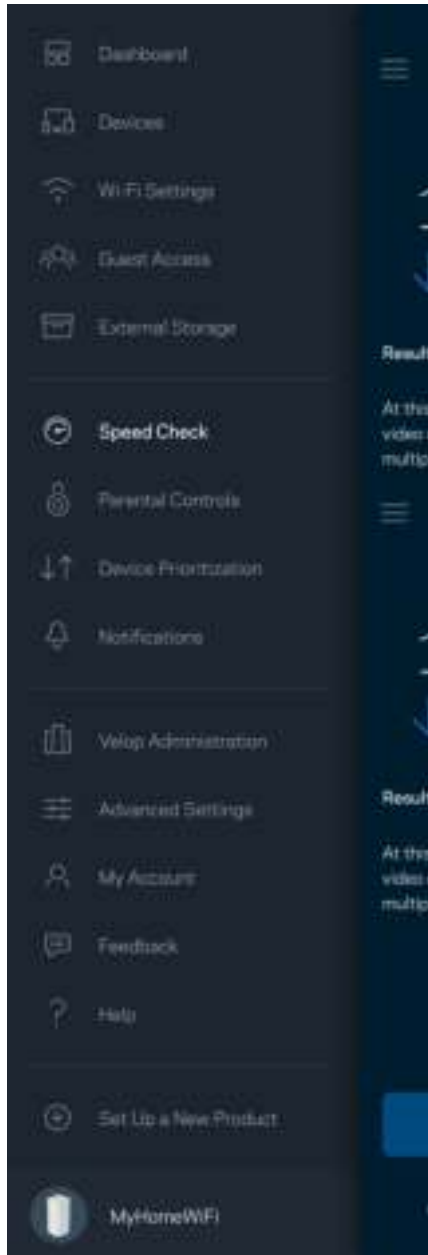 Dashboard
Devices
Wi-Fi Settings
Guest Access
External Storage
Speed Check
Parental Controls
Device Prioritization
Notifications
Velop Administration
Advanced Settings
My Account
Feedback
Help
Set Up a New Product
MyHomeWiFi
Result
At this
video
multip
Result
At this
video
multip